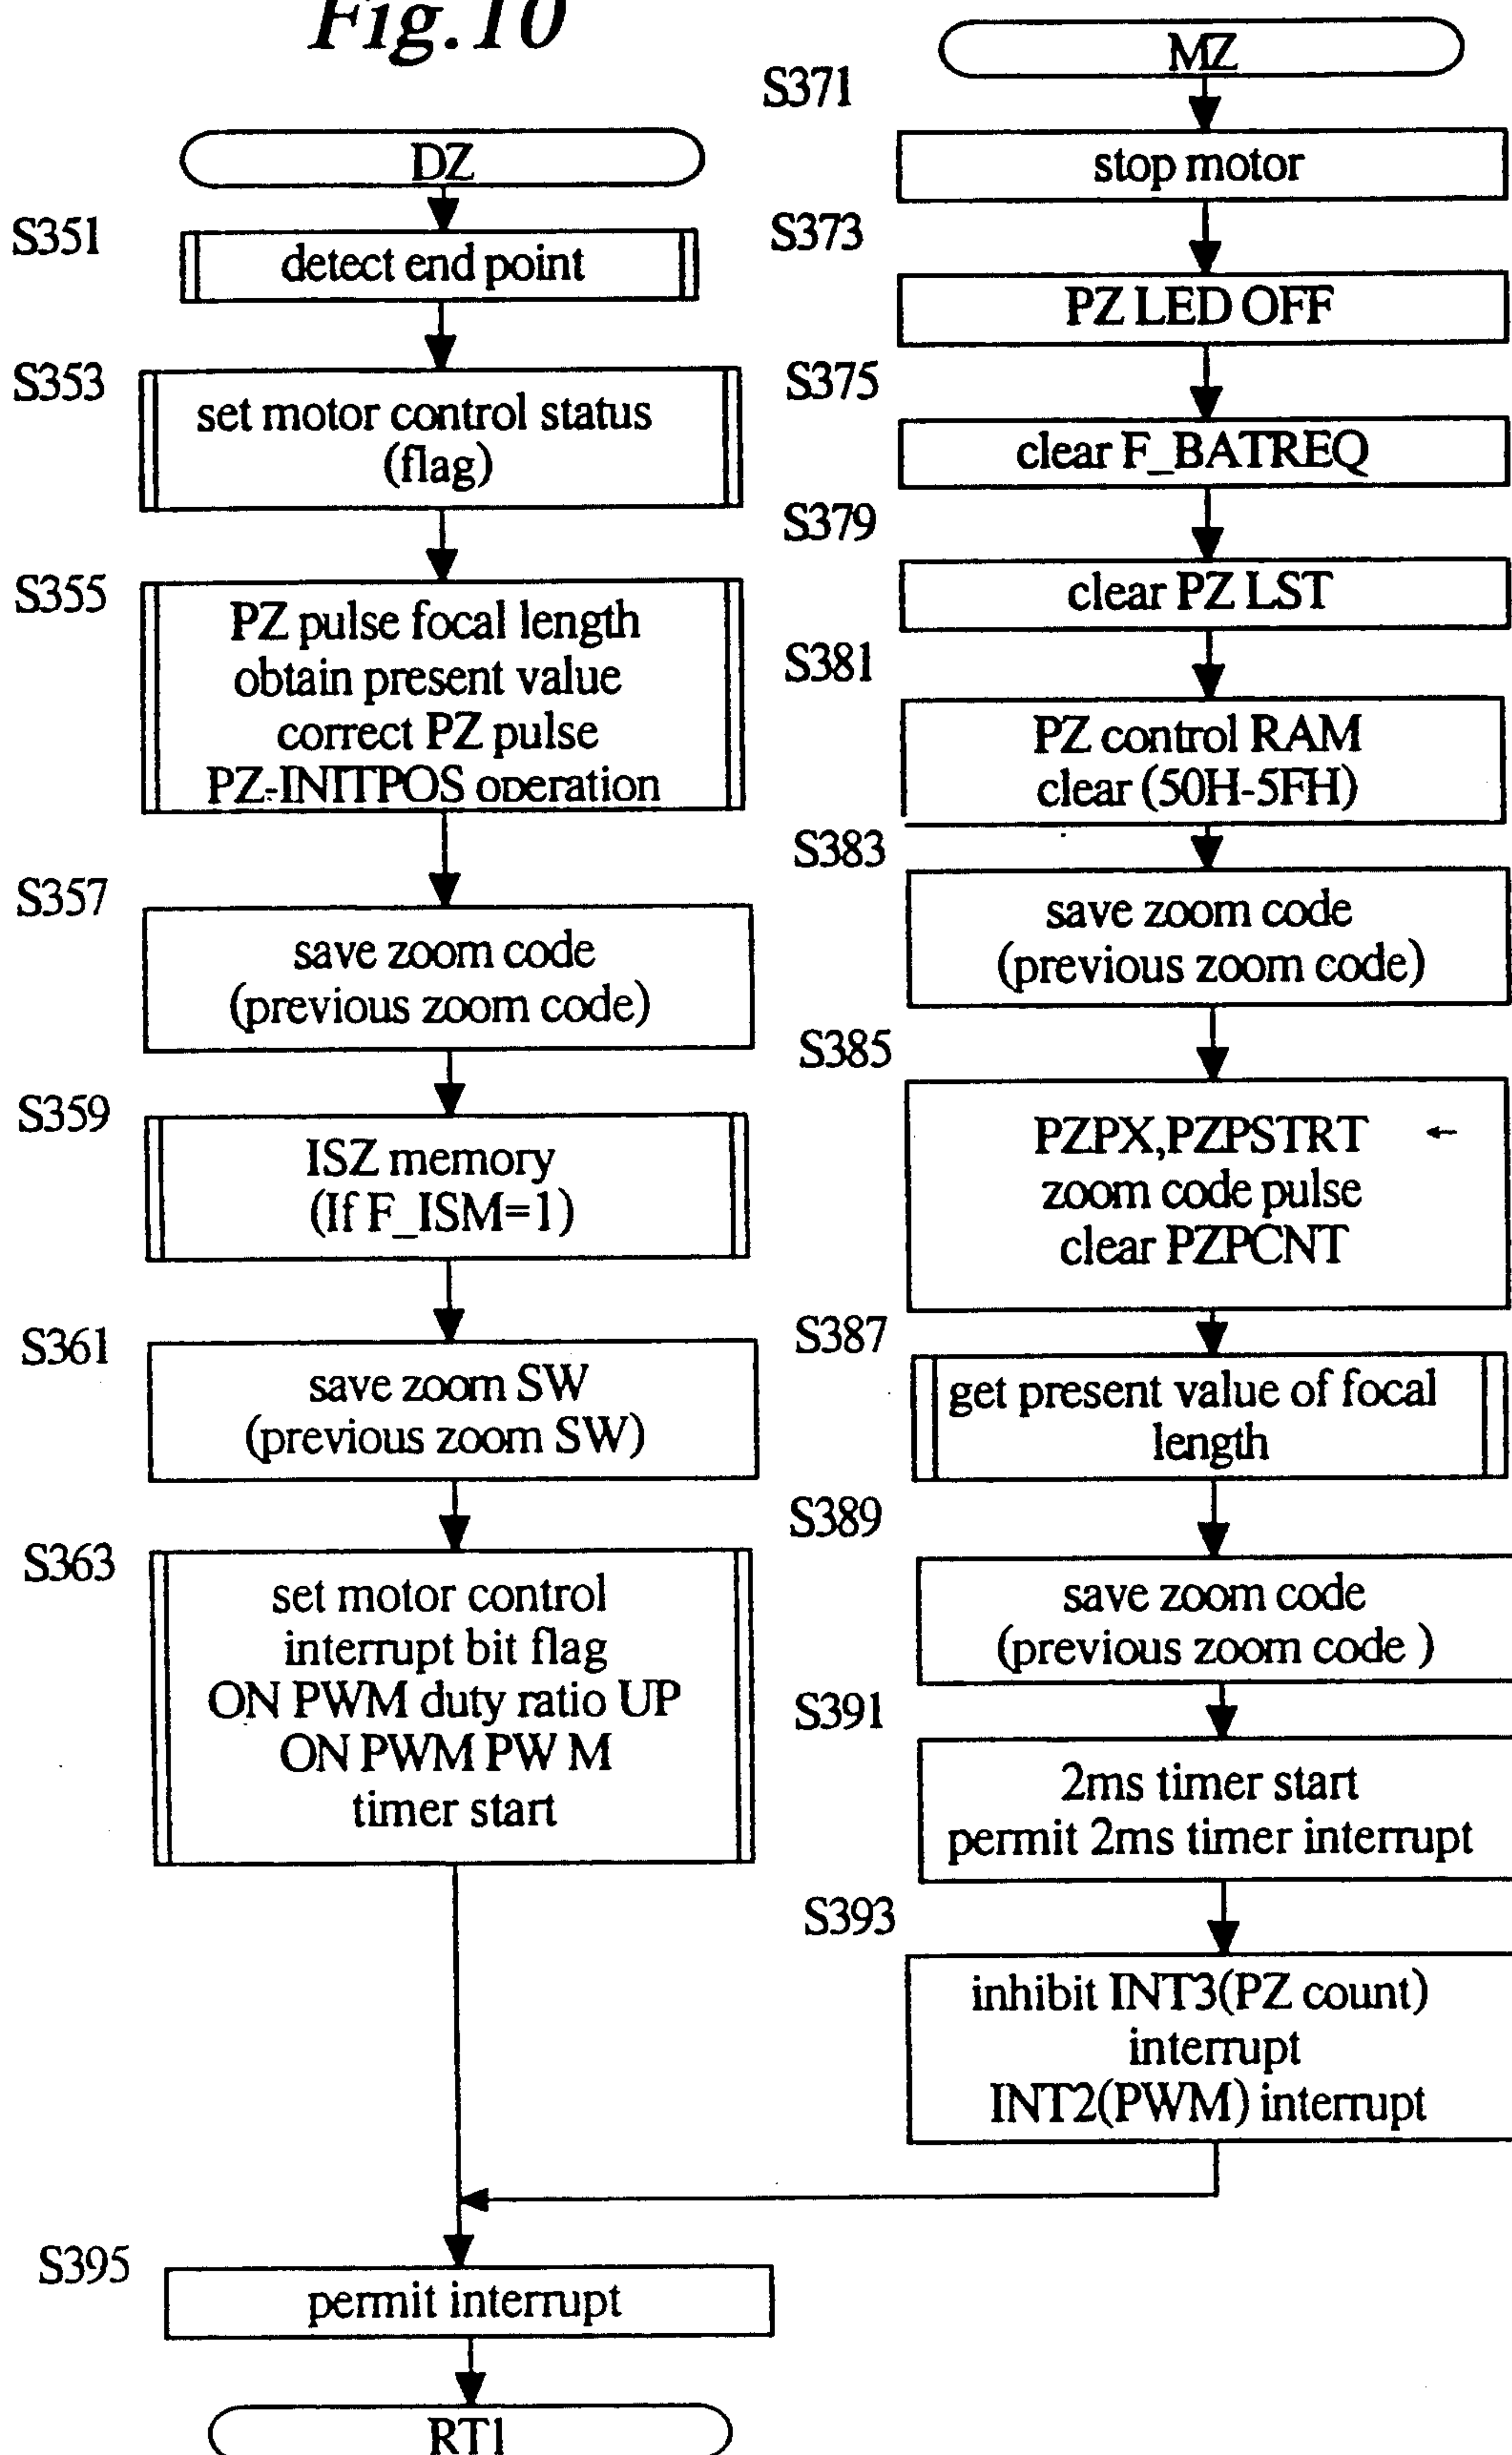 Fig.10
DZ
S351
detect end point
S353
set motor control status
(flag)
S355
PZ pulse focal length
obtain present value
correct PZ pulse
PZ-INITPOS operation
S357
save zoom code
(previous zoom code)
S359
ISZ memory
(If F_ISM=1)
S361
save zoom SW
(previous zoom SW)
S363
set motor control
interrupt bit flag
ON PWM duty ratio UP
ON PWM PW M
timer start
MZ
S371
stop motor
S373
PZ LED OFF
S375
clear F_BATREQ
S379
clear PZ LST
S381
PZ control RAM
clear (50H-5FH)
S383
save zoom code
(previous zoom code)
S385
PZPX,PZPSTRT ←
zoom code pulse
clear PZPCNT
S387
get present value of focal
length
S389
save zoom code
(previous zoom code )
S391
2ms timer start
permit 2ms timer interrupt
S393
inhibit INT3(PZ count)
interrupt
INT2(PWM) interrupt
S395
permit interrupt
RT1